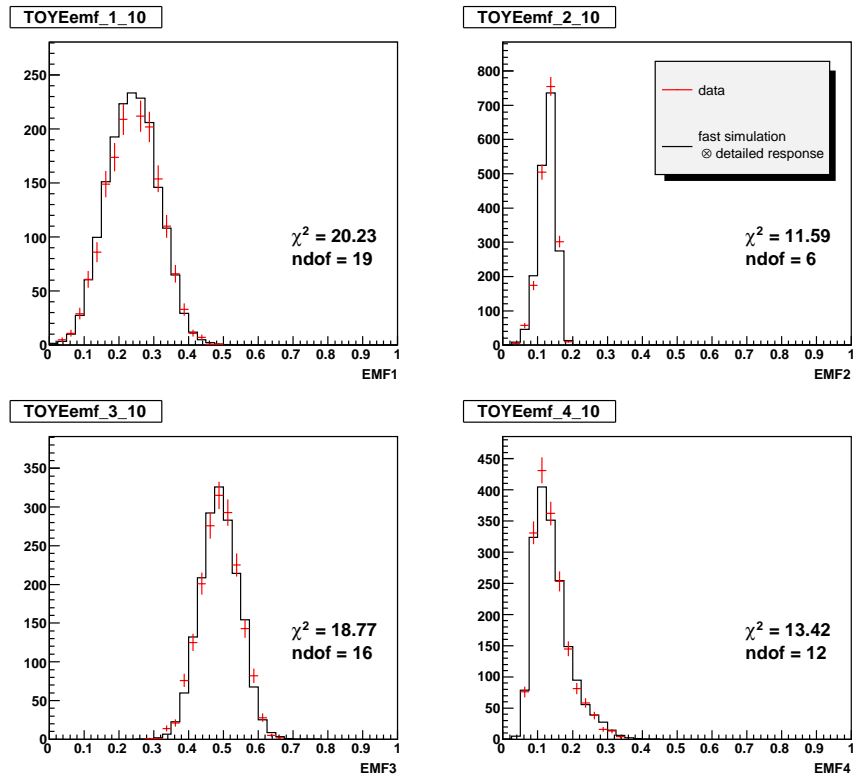 TOYEemf_1_10
250
200
150
100
50
0
0 0.1 0.2 0.3 0.4 0.5 0.6 0.7 0.8 0.9 1
EMF1
χ² = 20.23
ndof = 19
TOYEemf_2_10
800
700
600
500
400
300
200
100
0
0 0.1 0.2 0.3 0.4 0.5 0.6 0.7 0.8 0.9 1
EMF2
data
fast simulation
⊗ detailed response
χ² = 11.59
ndof = 6
TOYEemf_3_10
350
300
250
200
150
100
50
0
0 0.1 0.2 0.3 0.4 0.5 0.6 0.7 0.8 0.9 1
EMF3
χ² = 18.77
ndof = 16
TOYEemf_4_10
450
400
350
300
250
200
150
100
50
0
0 0.1 0.2 0.3 0.4 0.5 0.6 0.7 0.8 0.9 1
EMF4
χ² = 13.42
ndof = 12